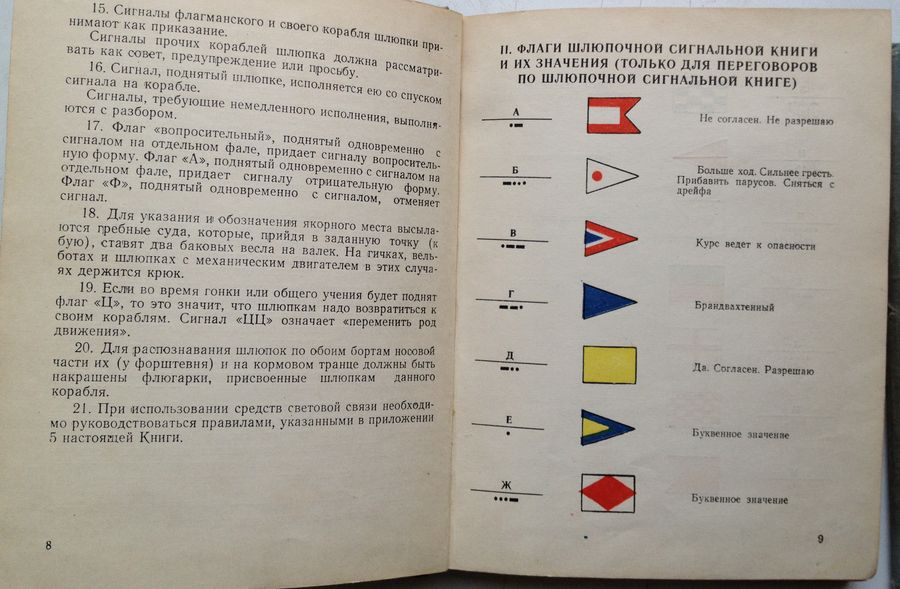 15. Сигналы флагманского и своего корабля шлюпки при-
нимают как приказание.
Сигналы прочих кораблей шлюпка должна рассматри-
вать как совет, предупреждение или просьбу.
16. Сигнал, поднятый шлюпке, исполняется ею со спуском
сигнала на корабле.
Сигналы, требующие немедленного исполнения, выполня-
ются с разбором.
17. Флаг «вопросительный», поднятый одновременно с
сигналом на отдельном фале, придает сигналу вопроситель-
ную форму. Флаг «А», поднятый одновременно с сигналом на
отдельном фале, придает сигналу отрицательную форму.
Флаг «Ф», поднятый одновременно с сигналом, отменяет
сигнал.
18. Для указания и обозначения якорного места высыла-
ются гребные суда, которые, прийдя в заданную точку (к
бую), ставят два баковых весла на валек. На гичках, вель-
ботах и шлюпках с механическим двигателем в этих случа-
ях держится крюк.
19. Если во время гонки или общего учения будет поднят
флаг «Ц», то это значит, что шлюпкам надо возвратиться к
своим кораблям. Сигнал «ЦЦ» означает «переменить род
движения».
20. Для распознавания шлюпок по обоим бортам носовой
части их (у форштевня) и на кормовом транце должны быть
накрашены флюгарки, присвоенные шлюпкам данного
корабля.
21. При использовании средств световой связи необходи-
мо руководствоваться правилами, указанными в приложении
5 настоящей Книги.
8
II. ФЛАГИ ШЛЮПОЧНОЙ СИГНАЛЬНОЙ КНИГИ
И ИХ ЗНАЧЕНИЯ (ТОЛЬКО ДЛЯ ПЕРЕГОВОРОВ
ПО ШЛЮПОЧНОЙ СИГНАЛЬНОЙ КНИГЕ)
А
Не согласен. Не разрешаю
Б
Больше ход. Сильнее гресть.
Прибавить парусов. Сняться с
дрейфа
В
Курс ведет к опасности
Г
Брандвахтенный
Д
Да. Согласен. Разрешаю
Е
Буквенное значение
Ж
Буквенное значение
9